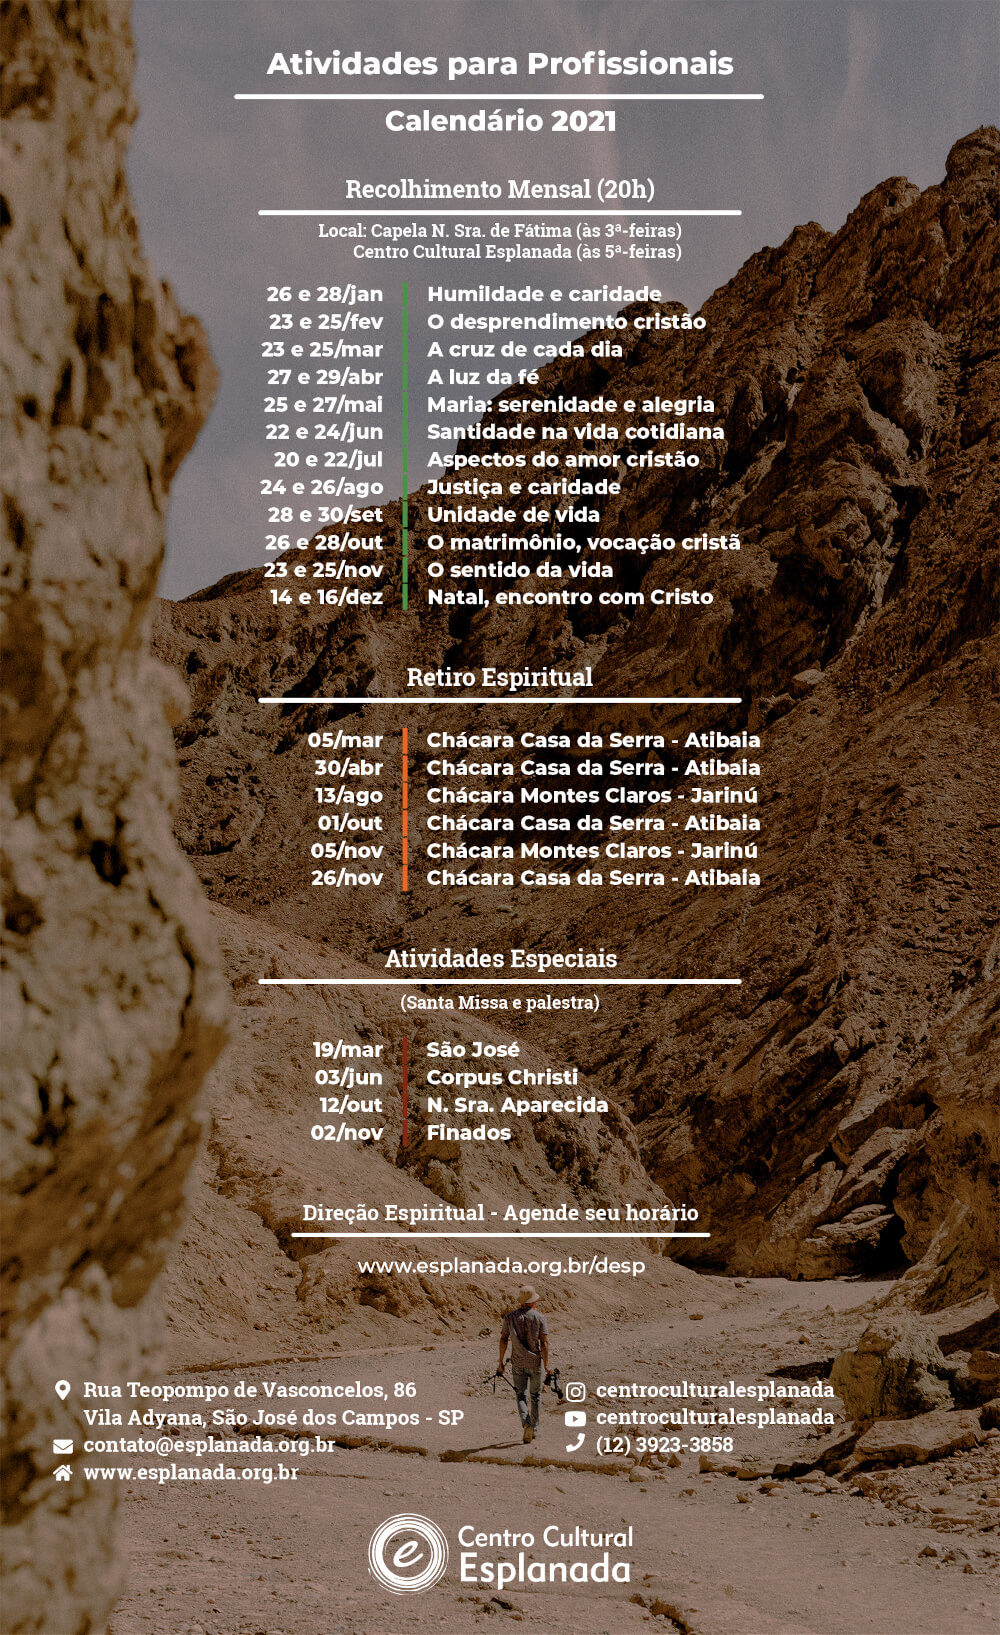 Atividades para Profissionais
Calendário 2021
Recolhimento Mensal (20h)
Local: Capela N. Sra. de Fátima (às 3ª-feiras)
Centro Cultural Esplanada (às 5ª-feiras)
26 e 28/jan Humildade e caridade
23 e 25/fev O desprendimento cristão
23 e 25/mar A cruz de cada dia
27 e 29/abr A luz da fé
25 e 27/mai Maria: serenidade e alegria
22 e 24/jun Santidade na vida cotidiana
20 e 22/jul Aspectos do amor cristão
24 e 26/ago Justiça e caridade
28 e 30/set Unidade de vida
26 e 28/out O matrimônio, vocação cristã
23 e 25/nov O sentido da vida
14 e 16/dez Natal, encontro com Cristo
Retiro Espiritual
05/mar Chácara Casa da Serra - Atibaia
30/abr Chácara Casa da Serra - Atibaia
13/ago Chácara Montes Claros - Jarinú
01/out Chácara Casa da Serra - Atibaia
05/nov Chácara Montes Claros - Jarinú
26/nov Chácara Casa da Serra - Atibaia
Atividades Especiais
(Santa Missa e palestra)
19/mar São José
03/jun Corpus Christi
12/out N. Sra. Aparecida
02/nov Finados
Direção Espiritual - Agende seu horário
www.esplanada.org.br/desp
Rua Teopompo de Vasconcelos, 86
Vila Adyana, São José dos Campos - SP
contato@esplanada.org.br
www.esplanada.org.br
centroculturalesplanada
centroculturalesplanada
(12) 3923-3858
e
Centro Cultural
Esplanada